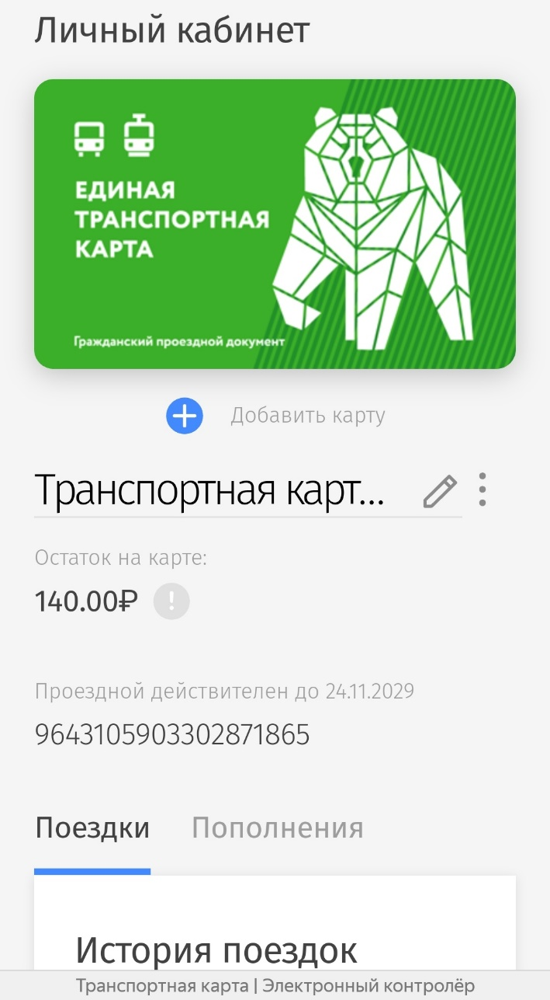 Личный кабинет
ЕДИНАЯ
ТРАНСПОРТНАЯ
КАРТА
Гражданский проездной документ
Добавить карту
Транспортная карт...
Остаток на карте:
140.00₽ !
Проездной действителен до 24.11.2029
9643105903302871865
Поездки Пополнения
История поездок
Транспортная карта | Электронный контролёр